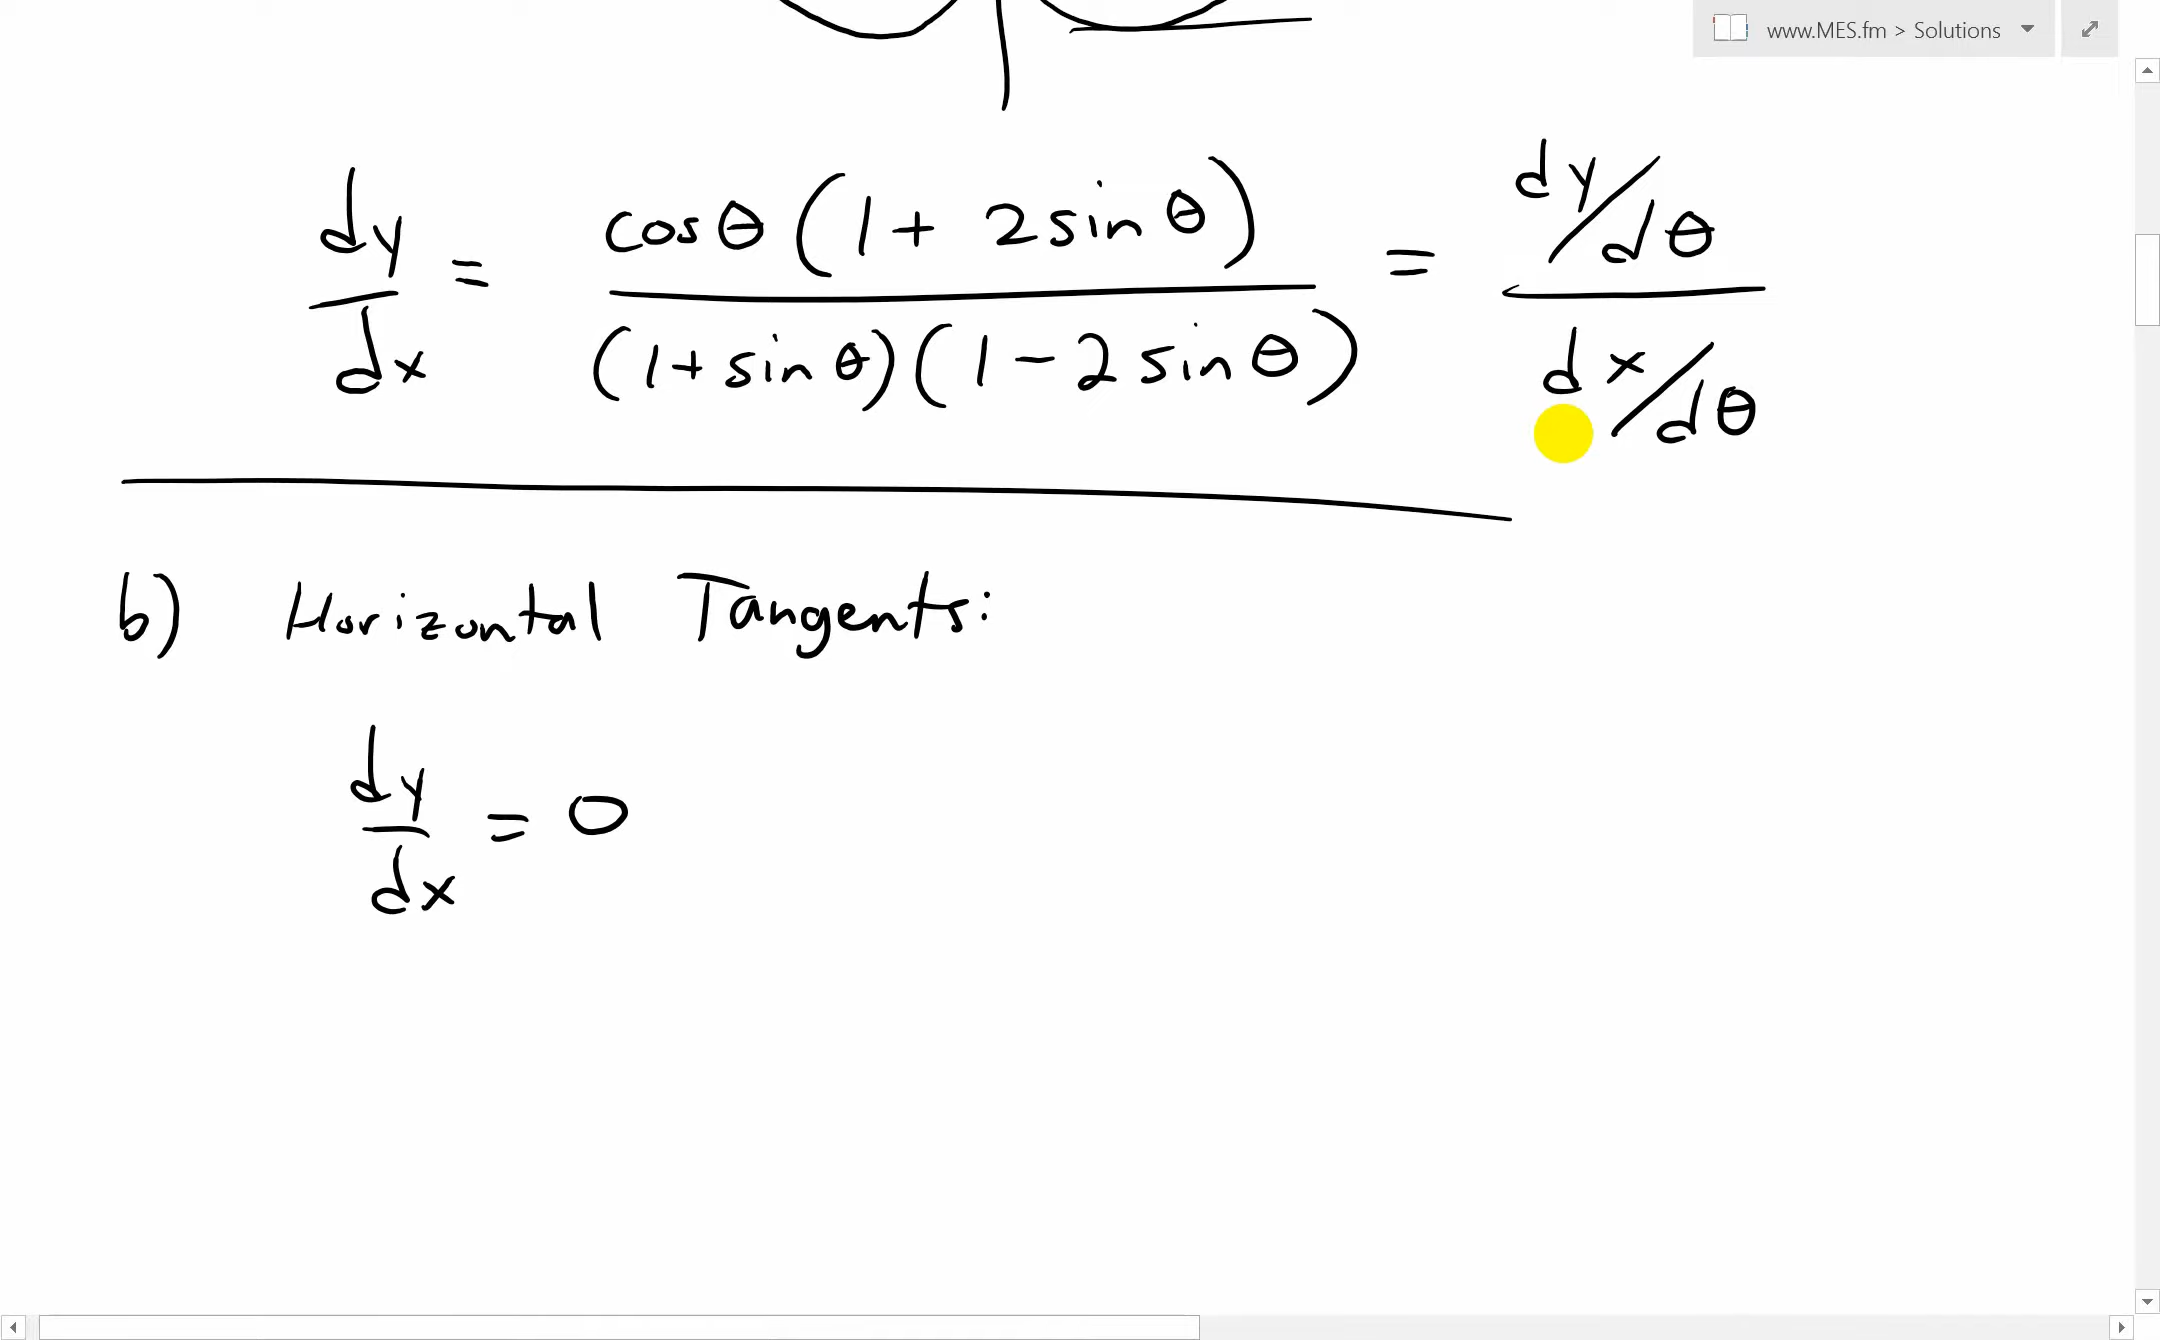 www.MES.fm > Solutions
dy/dx = cosθ(1 + 2sinθ) / (1+sinθ)(1 − 2sinθ) = dy/dθ / dx/dθ
b) Horizontal Tangents:
dy/dx = 0